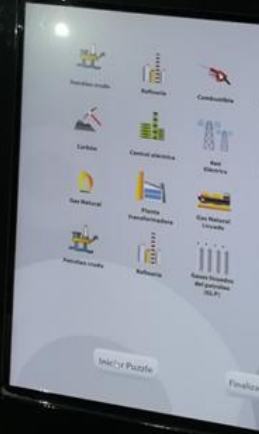 Petróleo crudo
Refinería
Combustible
Carbón
Central eléctrica
Red
Eléctrica
Gas Natural
Planta
transformadora
Gas Natural
Licuado
Petróleo crudo
Refinería
Gases licuados
del petróleo
(GLP)
Iniciar Puzzle
Finaliza